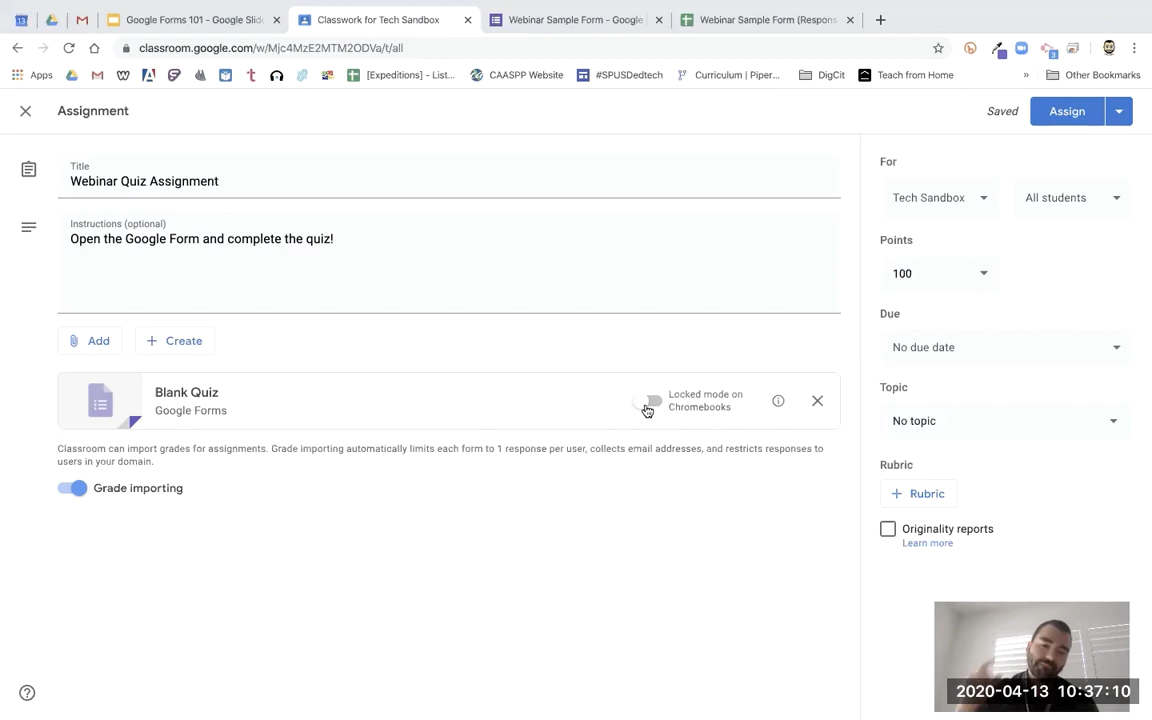 Google Forms 101 - Google Slid
Classwork for Tech Sandbox
Webinar Sample Form - Google
Webinar Sample Form (Respons
classroom.google.com/w/Mjc4MzE2MTM2ODVa/t/all
Apps
[Expeditions] - List...
CAASPP Website
#SPUSDedtech
Curriculum | Piper...
DigCit
Teach from Home
»
Other Bookmarks
Assignment
Saved
Assign
Title
Webinar Quiz Assignment
Instructions (optional)
Open the Google Form and complete the quiz!
Add
Create
Blank Quiz
Google Forms
Locked mode on
Chromebooks
Classroom can import grades for assignments. Grade importing automatically limits each form to 1 response per user, collects email addresses, and restricts responses to
users in your domain.
Grade importing
For
Tech Sandbox
All students
Points
100
Due
No due date
Topic
No topic
Rubric
Rubric
Originality reports
Learn more
2020-04-13 10:37:10